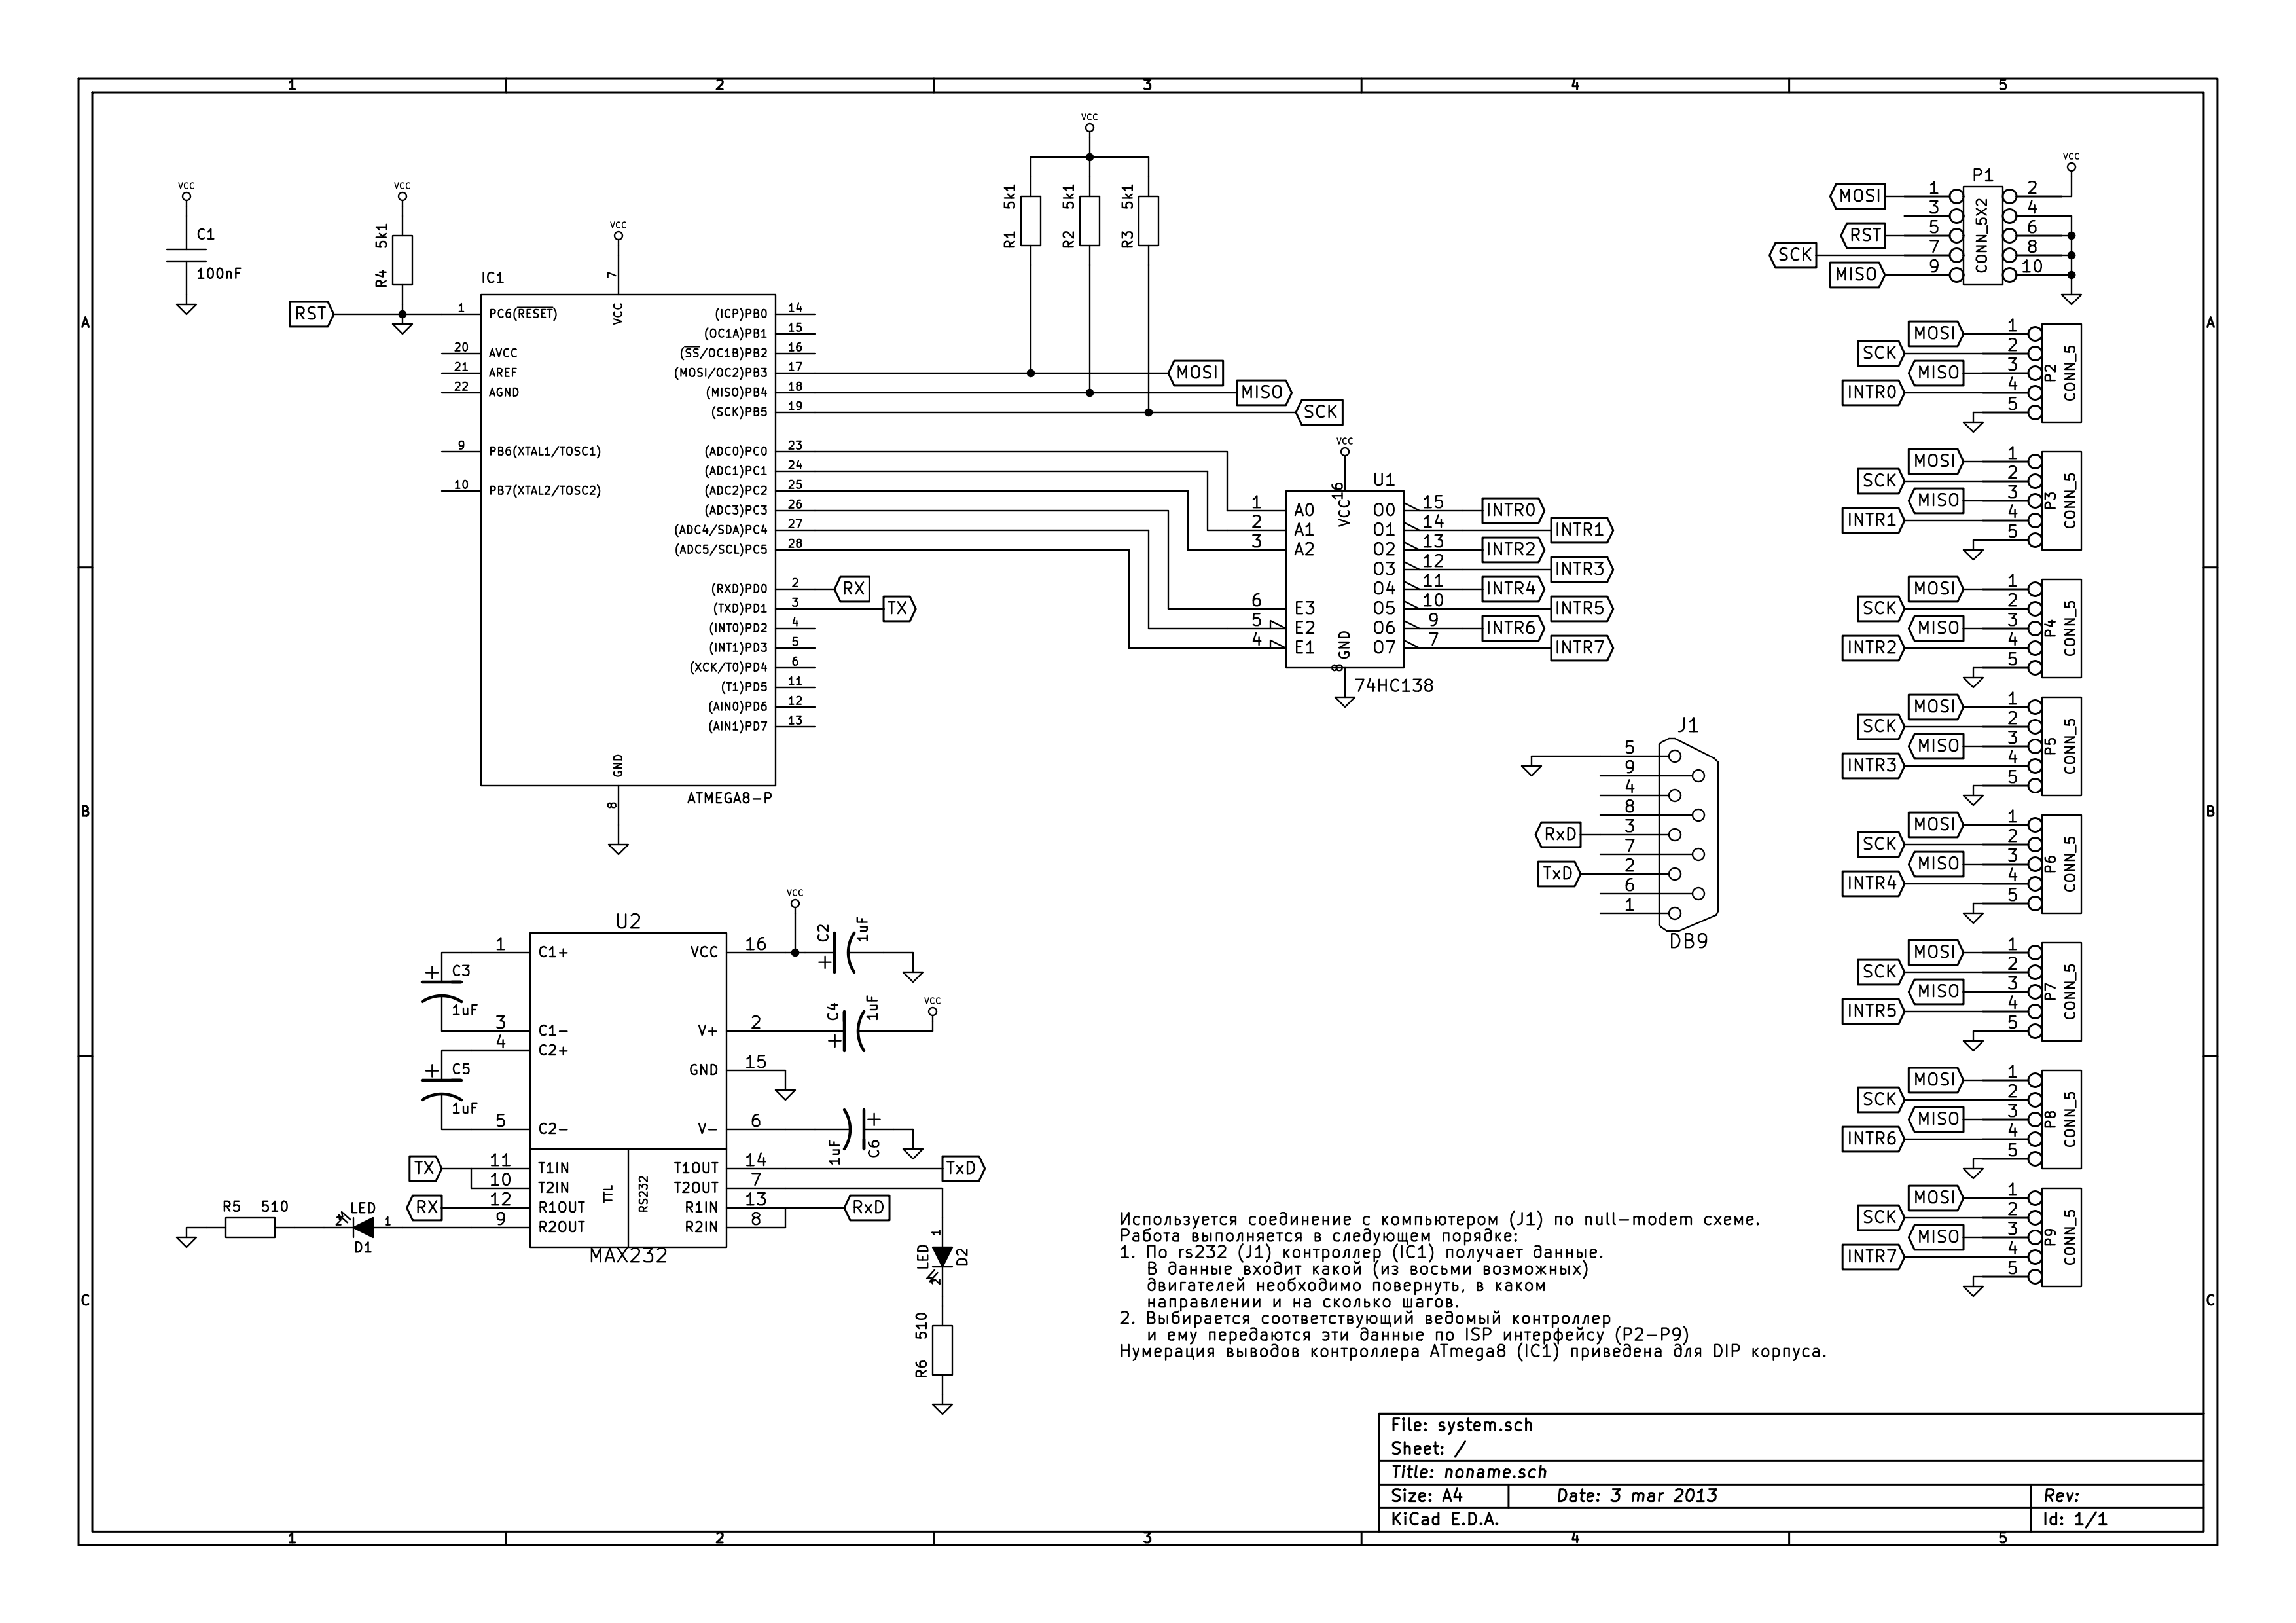 1 2 3 4 5
A B C
A B C
1 2 3 4 5
VCC
C1
100nF
VCC
5k1
R4
RST
VCC
7
IC1
1 PC6(RESET)
20 AVCC
21 AREF
22 AGND
9 PB6(XTAL1/TOSC1)
10 PB7(XTAL2/TOSC2)
VCC
(ICP)PB0 14
(OC1A)PB1 15
(SS/OC1B)PB2 16
(MOSI/OC2)PB3 17
(MISO)PB4 18
(SCK)PB5 19
(ADC0)PC0 23
(ADC1)PC1 24
(ADC2)PC2 25
(ADC3)PC3 26
(ADC4/SDA)PC4 27
(ADC5/SCL)PC5 28
(RXD)PD0 2
(TXD)PD1 3
(INT0)PD2 4
(INT1)PD3 5
(XCK/T0)PD4 6
(T1)PD5 11
(AIN0)PD6 12
(AIN1)PD7 13
GND
8
ATMEGA8-P
RX
TX
VCC
R1 5k1
R2 5k1
R3 5k1
MOSI
MISO
SCK
VCC
U1
16
VCC
1 A0
2 A1
3 A2
6 E3
5 E2
4 E1
O0 15 INTR0
O1 14 INTR1
O2 13 INTR2
O3 12 INTR3
O4 11 INTR4
O5 10 INTR5
O6 9 INTR6
O7 7 INTR7
GND
8
74HC138
J1
5
9
4
8
RxD 3
7
TxD 2
6
1
DB9
VCC
P1
CONN_5X2
MOSI 1 2
3 4
RST 5 6
SCK 7 8
MISO 9 10
MOSI 1
SCK 2
MISO 3
INTR0 4
5
P2
CONN_5
MOSI 1
SCK 2
MISO 3
INTR1 4
5
P3
CONN_5
MOSI 1
SCK 2
MISO 3
INTR2 4
5
P4
CONN_5
MOSI 1
SCK 2
MISO 3
INTR3 4
5
P5
CONN_5
MOSI 1
SCK 2
MISO 3
INTR4 4
5
P6
CONN_5
MOSI 1
SCK 2
MISO 3
INTR5 4
5
P7
CONN_5
MOSI 1
SCK 2
MISO 3
INTR6 4
5
P8
CONN_5
MOSI 1
SCK 2
MISO 3
INTR7 4
5
P9
CONN_5
U2
1 C1+
3 C1-
4 C2+
5 C2-
TX 11 T1IN
10 T2IN
RX 12 R1OUT
9 R2OUT
TTL
RS232
VCC 16
V+ 2
GND 15
V- 6
T1OUT 14 TxD
T2OUT 7
R1IN 13 RxD
R2IN 8
MAX232
+ C3
1uF
+ C5
1uF
VCC
C2 1uF
+
VCC
C4 1uF
+
1uF C6
+
R5 510
LED
2 1
D1
1
LED D2
2
R6 510
Используется соединение с компьютером (J1) по null-modem схеме.
Работа выполняется в следующем порядке:
1. По rs232 (J1) контроллер (IC1) получает данные.
В данные входит какой (из восьми возможных)
двигателей необходимо повернуть, в каком
направлении и на сколько шагов.
2. Выбирается соответствующий ведомый контроллер
и ему передаются эти данные по ISP интерфейсу (P2-P9)
Нумерация выводов контроллера ATmega8 (IC1) приведена для DIP корпуса.
File: system.sch
Sheet: /
Title: noname.sch
Size: A4 Date: 3 mar 2013 Rev:
KiCad E.D.A. Id: 1/1